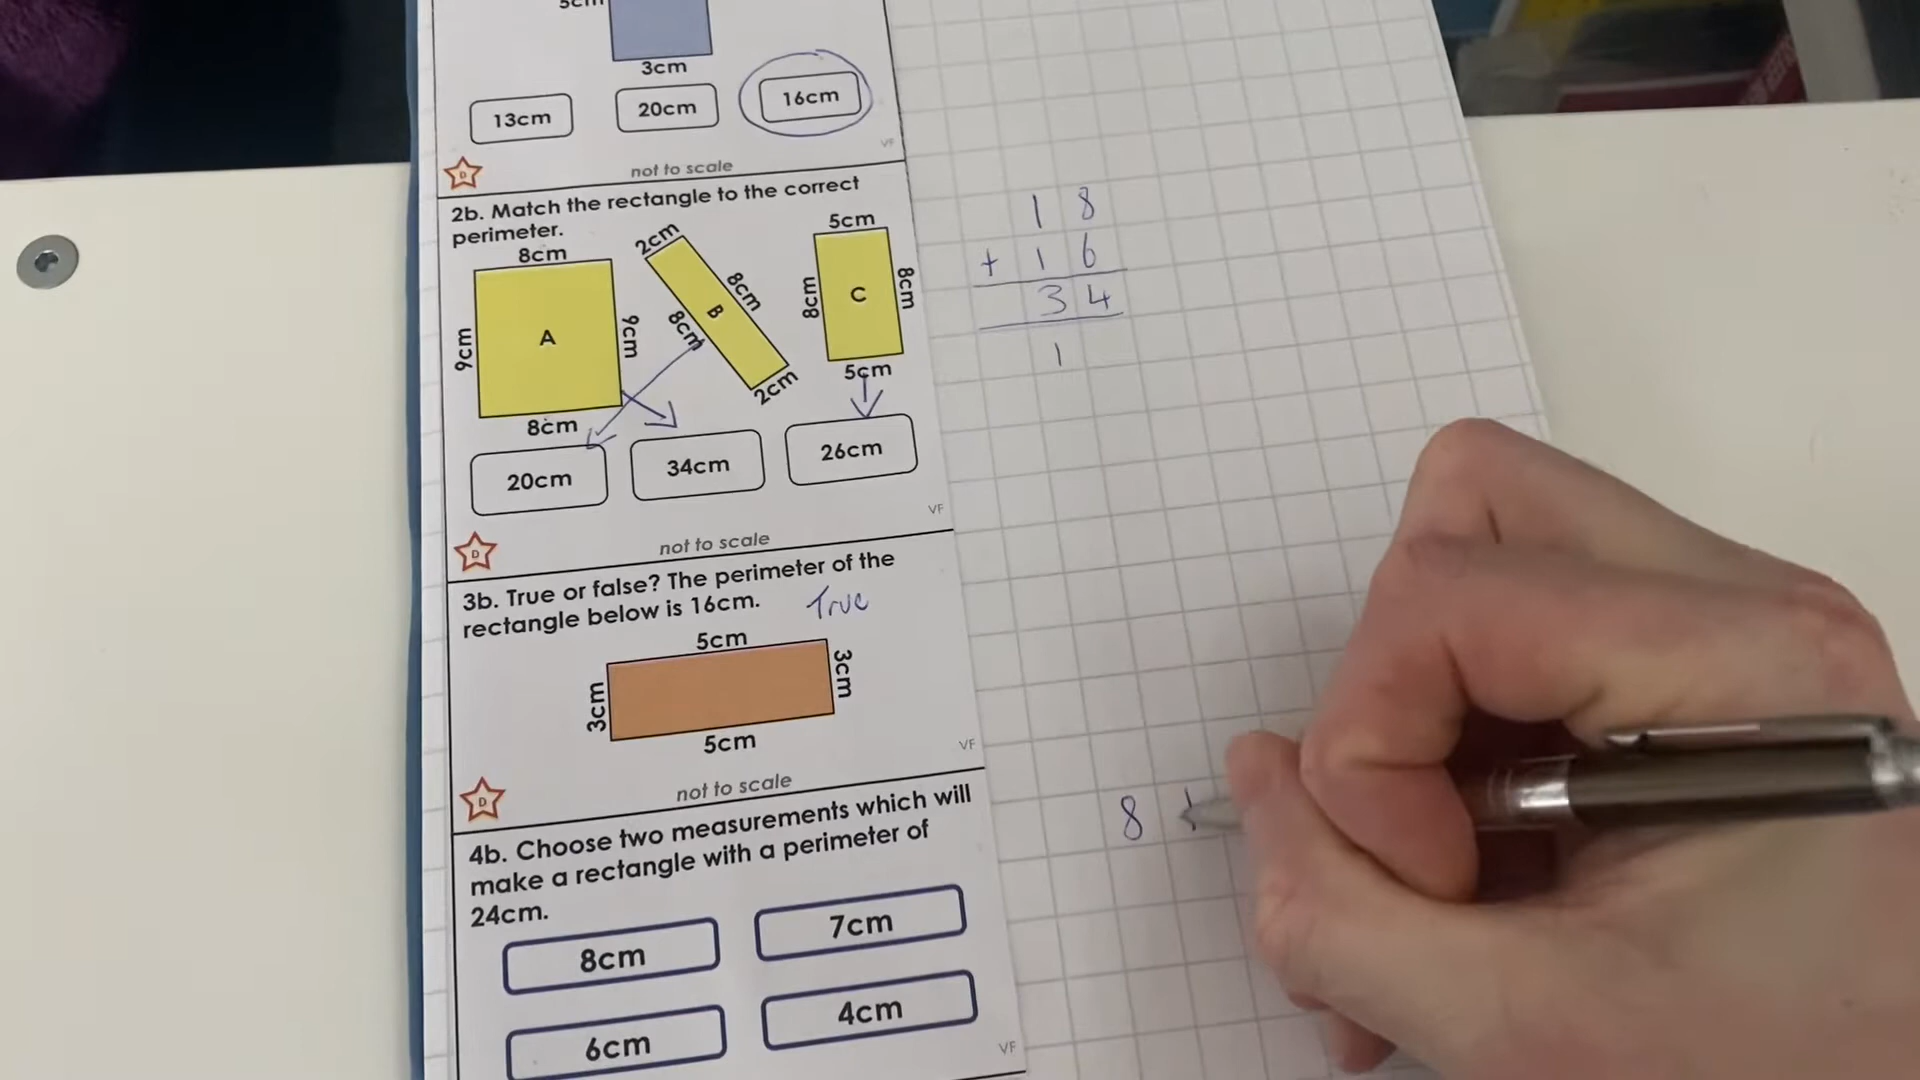 5cm
3cm
13cm
20cm
16cm
VF
D
not to scale
2b. Match the rectangle to the correct
perimeter.
8cm
9cm
A
9cm
8cm
2cm
8cm
B
8cm
2cm
5cm
8cm
C
8cm
5cm
20cm
34cm
26cm
VF
D
not to scale
3b. True or false? The perimeter of the
rectangle below is 16cm.
True
5cm
3cm
3cm
5cm
VF
D
not to scale
4b. Choose two measurements which will
make a rectangle with a perimeter of
24cm.
8cm
7cm
6cm
4cm
VF
1 8
+ 1 6
3 4
1
8